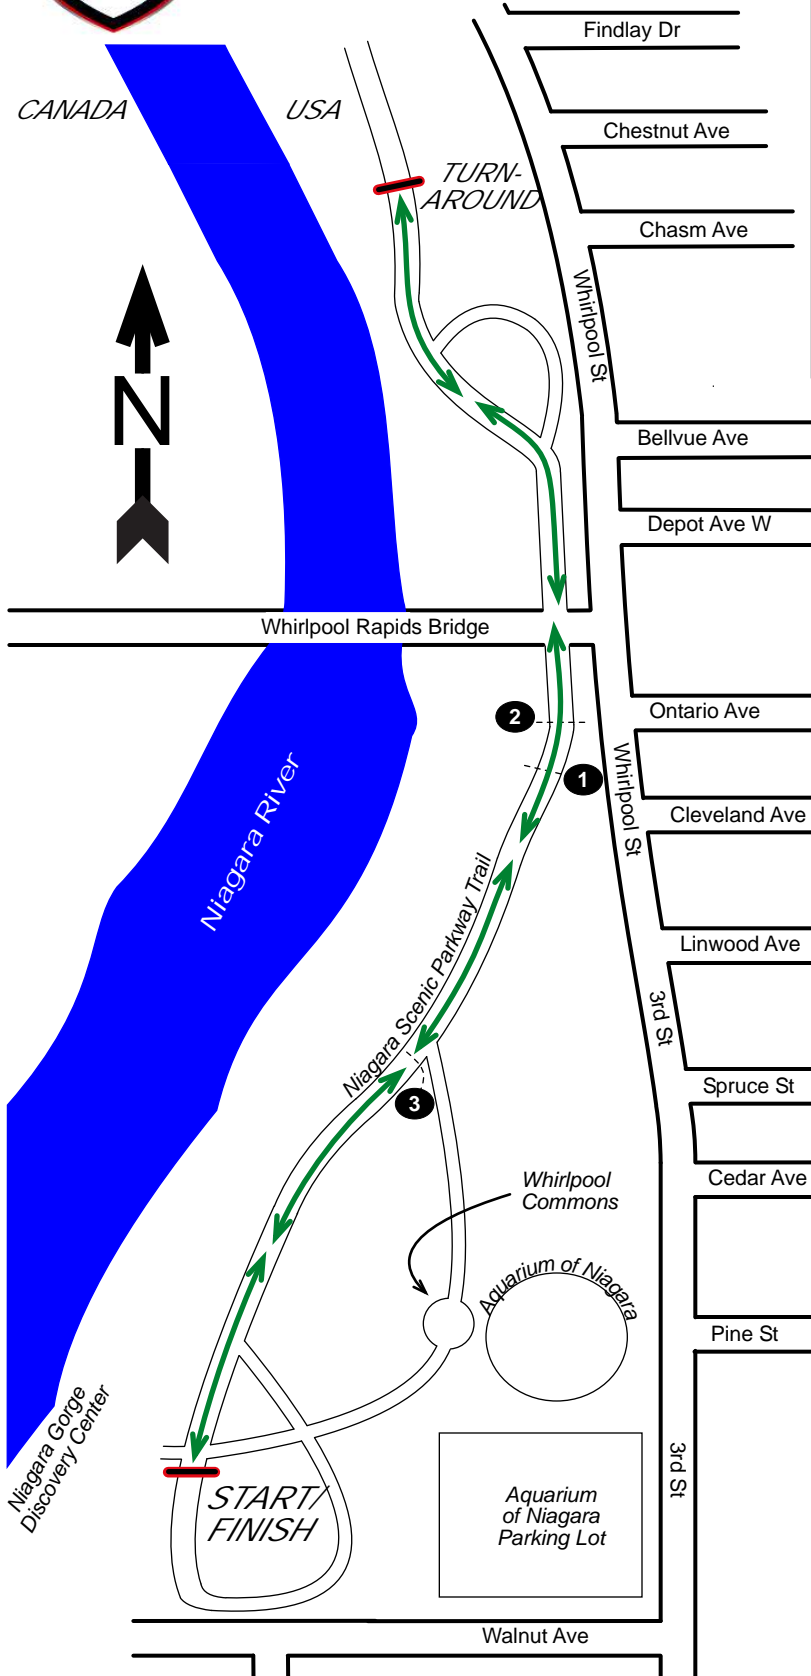 Findlay Dr
CANADA
USA
Chestnut Ave
TURN-
AROUND
Chasm Ave
Whirlpool St
N
Bellvue Ave
Depot Ave W
Whirlpool Rapids Bridge
Ontario Ave
2
1
Whirlpool St
Niagara River
Cleveland Ave
Niagara Scenic Parkway Trail
Linwood Ave
3rd St
Spruce St
3
Cedar Ave
Whirlpool
Commons
Aquarium of Niagara
Pine St
Niagara Gorge
Discovery Center
3rd St
START/
FINISH
Aquarium
of Niagara
Parking Lot
Walnut Ave